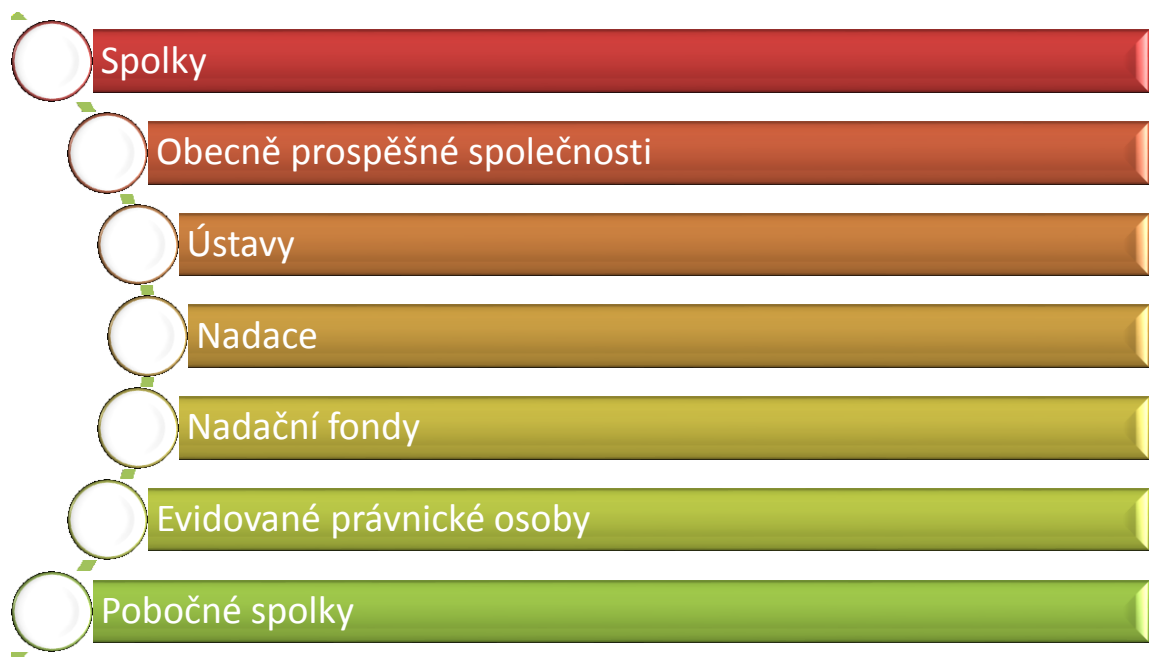 Spolky
Obecně prospěšné společnosti
Ústavy
Nadace
Nadační fondy
Evidované právnické osoby
Pobočné spolky